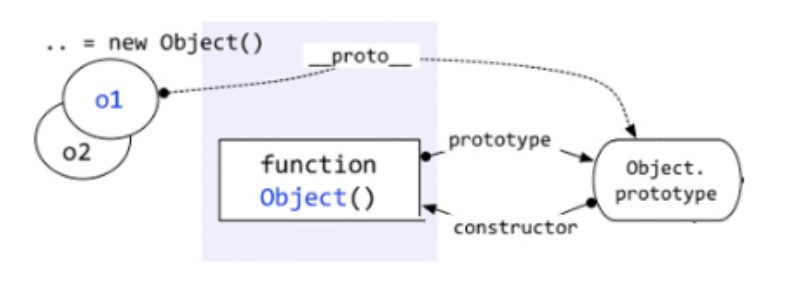 .. = new Object()
__proto__
o1
o2
prototype
function
Object()
Object.
prototype
constructor